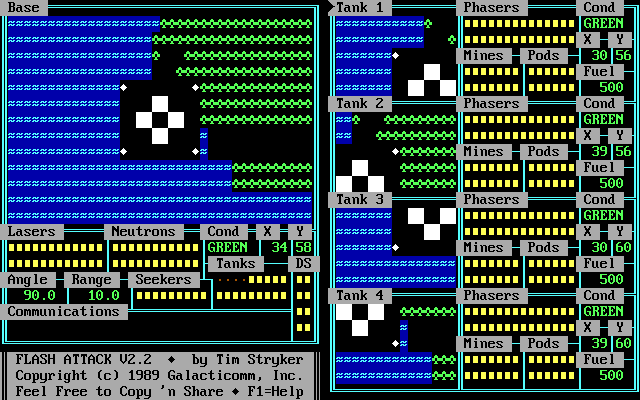 Base
Lasers Neutrons Cond X Y
GREEN 34 58
Tanks DS
Angle Range Seekers
90.0 10.0
Communications
FLASH ATTACK V2.2 ♦ by Tim Stryker
Copyright (c) 1989 Galacticomm, Inc.
Feel Free to Copy 'n Share ♦ F1=Help
Tank 1 Phasers Cond
GREEN
X Y
Mines Pods 30 56
Fuel
500
Tank 2 Phasers Cond
GREEN
X Y
Mines Pods 39 56
Fuel
500
Tank 3 Phasers Cond
GREEN
X Y
Mines Pods 30 60
Fuel
500
Tank 4 Phasers Cond
GREEN
X Y
Mines Pods 39 60
Fuel
500